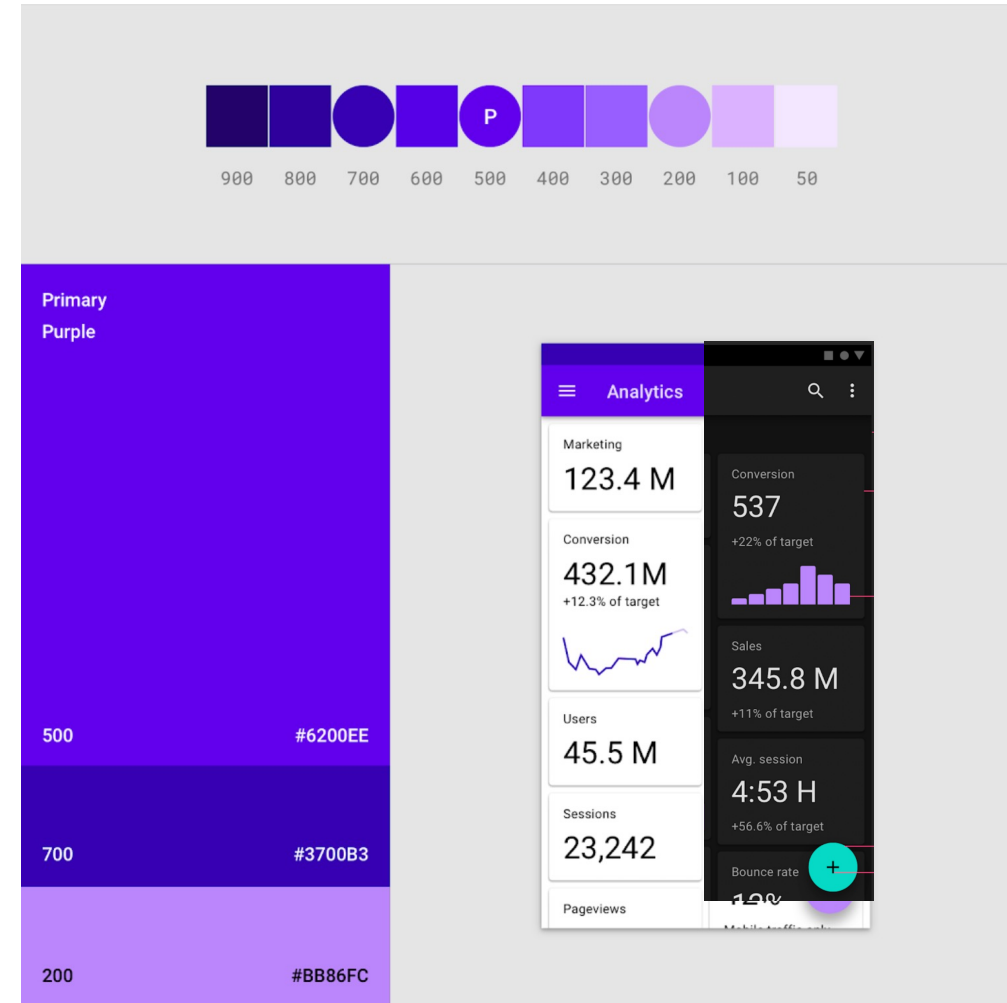 P
900 800 700 600 500 400 300 200 100 50
Primary
Purple
500 #6200EE
700 #3700B3
200 #BB86FC
Analytics
Marketing
123.4 M
Conversion
432.1M
+12.3% of target
Users
45.5 M
Sessions
23,242
Pageviews
Conversion
537
+22% of target
Sales
345.8 M
+11% of target
Avg. session
4:53 H
+56.6% of target
Bounce rate
+